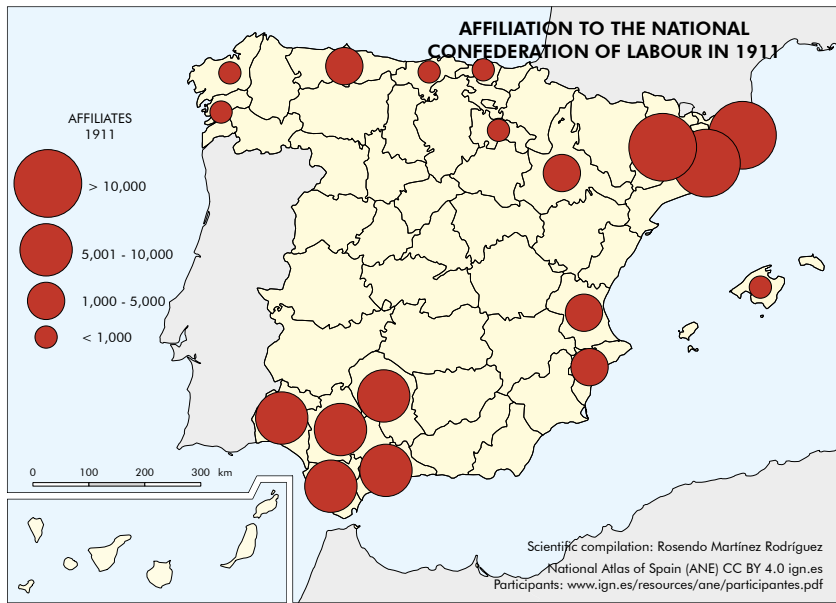 AFFILIATION TO THE NATIONAL
CONFEDERATION OF LABOUR IN 1911
AFFILIATES
1911
> 10,000
5,001 - 10,000
1,000 - 5,000
< 1,000
0 100 200 300 km
Scientific compilation: Rosendo Martínez Rodríguez
National Atlas of Spain (ANE) CC BY 4.0 ign.es
Participants: www.ign.es/resources/ane/participantes.pdf